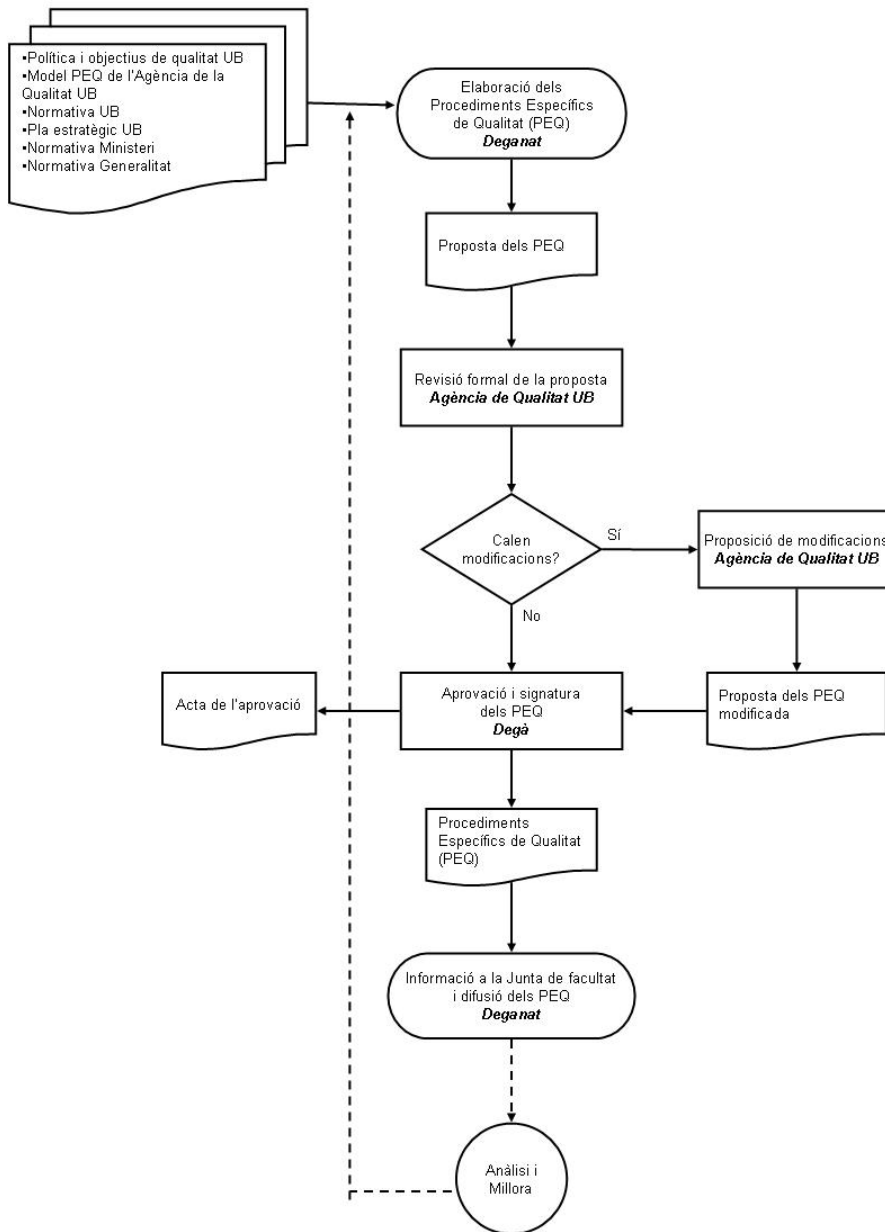 ▪Política i objectius de qualitat UB
▪Model PEQ de l'Agència de la
Qualitat UB
▪Normativa UB
▪Pla estratègic UB
▪Normativa Ministeri
▪Normativa Generalitat
Elaboració dels
Procediments Específics
de Qualitat (PEQ)
Deganat
Proposta dels PEQ
Revisió formal de la proposta
Agència de Qualitat UB
Calen
modificacions?
Sí
Proposició de modificacions
Agència de Qualitat UB
No
Acta de l'aprovació
Aprovació i signatura
dels PEQ
Degà
Proposta dels PEQ
modificada
Procediments
Específics de Qualitat
(PEQ)
Informació a la Junta de facultat
i difusió dels PEQ
Deganat
Anàlisi i
Millora